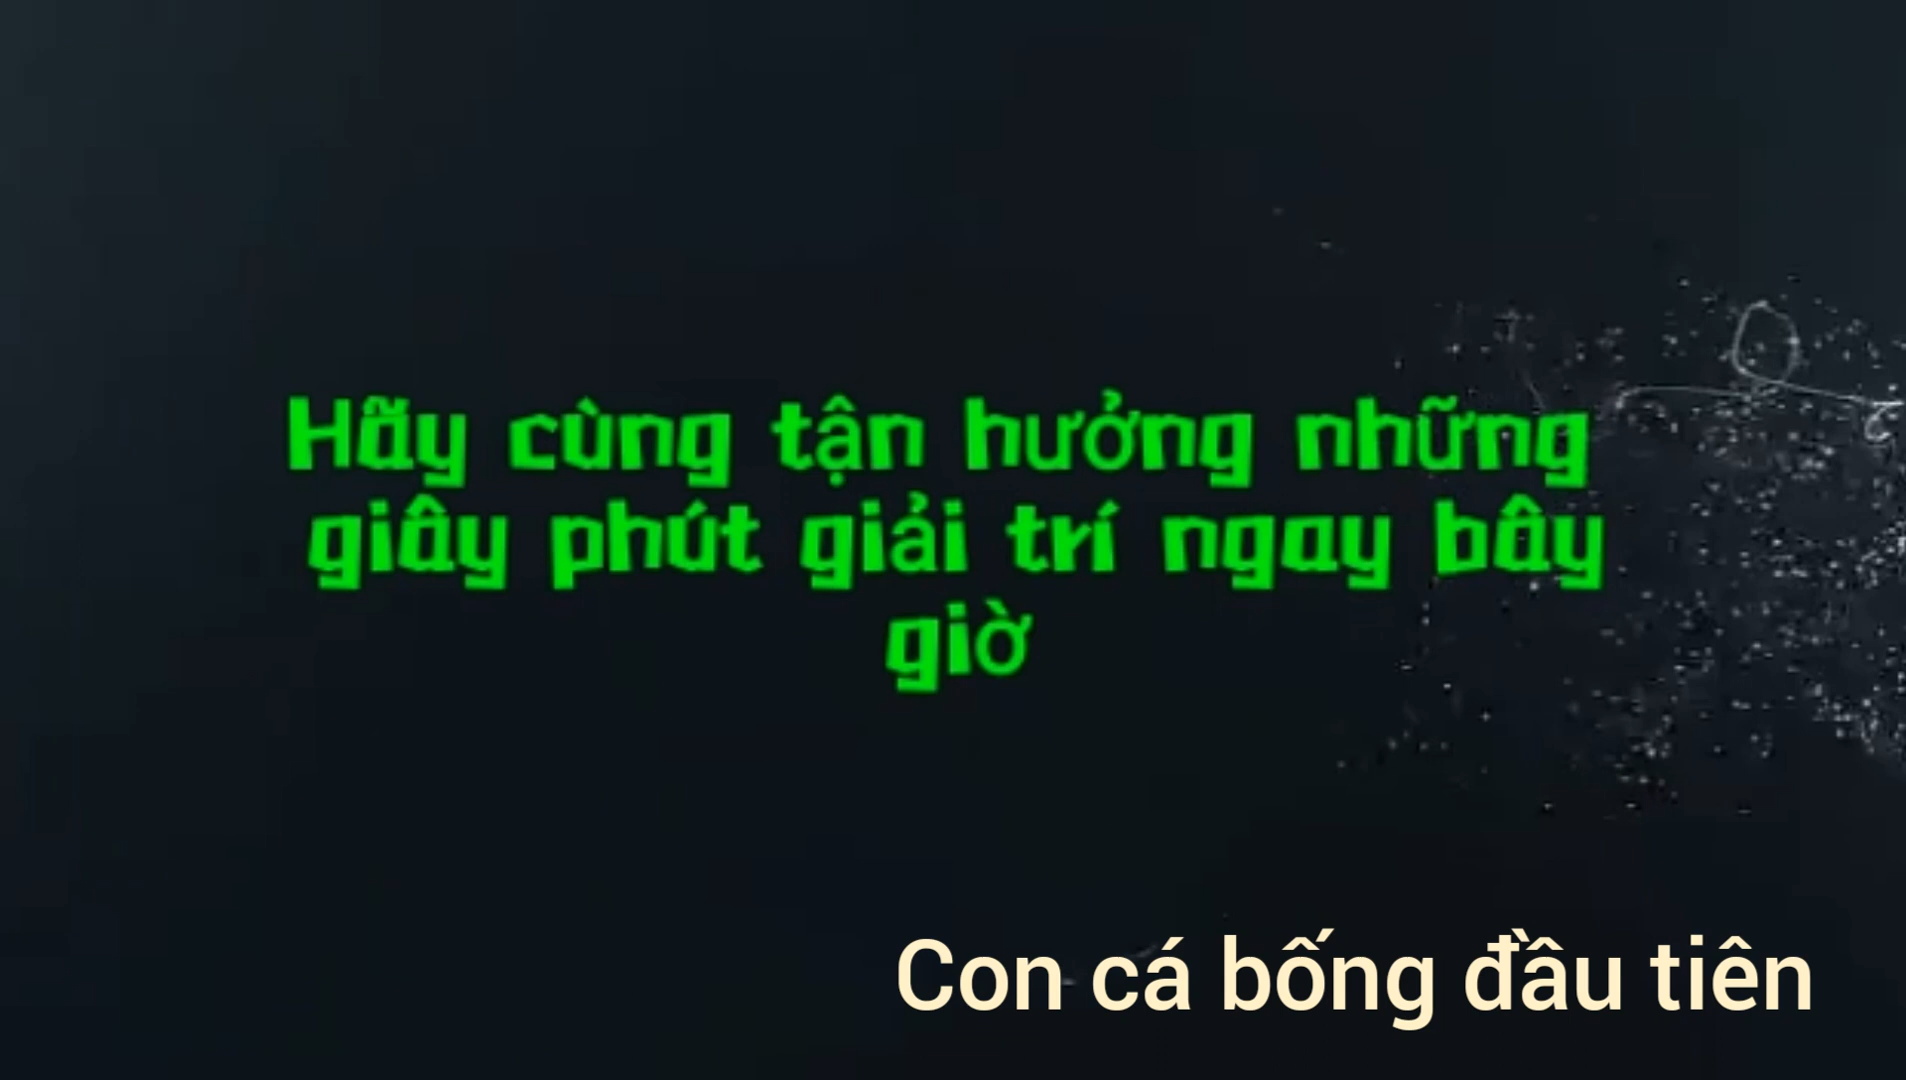 Hãy cùng tận hưởng những
giây phút giải trí ngay bây
giờ
Con cá bống đầu tiên